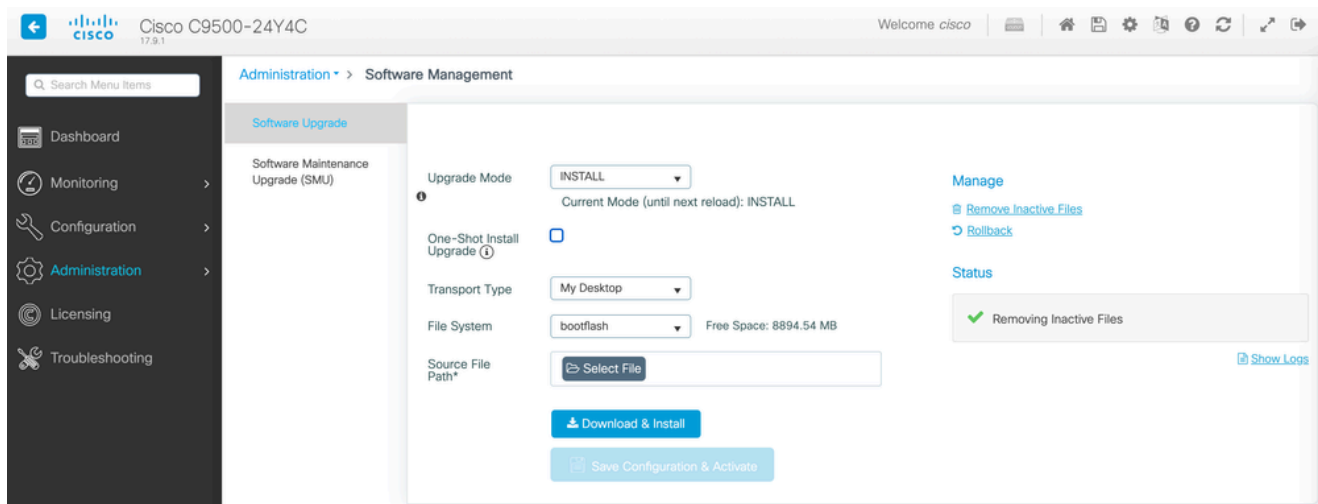 CISCO
Cisco C9500-24Y4C
17.9.1
Welcome cisco
Search Menu Items
Dashboard
Monitoring
Configuration
Administration
Licensing
Troubleshooting
Administration > Software Management
Software Upgrade
Software Maintenance
Upgrade (SMU)
Upgrade Mode
INSTALL
Current Mode (until next reload): INSTALL
One-Shot Install
Upgrade
Transport Type
My Desktop
File System
bootflash
Free Space: 8894.54 MB
Source File
Path*
Select File
Download & Install
Save Configuration & Activate
Manage
Remove Inactive Files
Rollback
Status
Removing Inactive Files
Show Logs